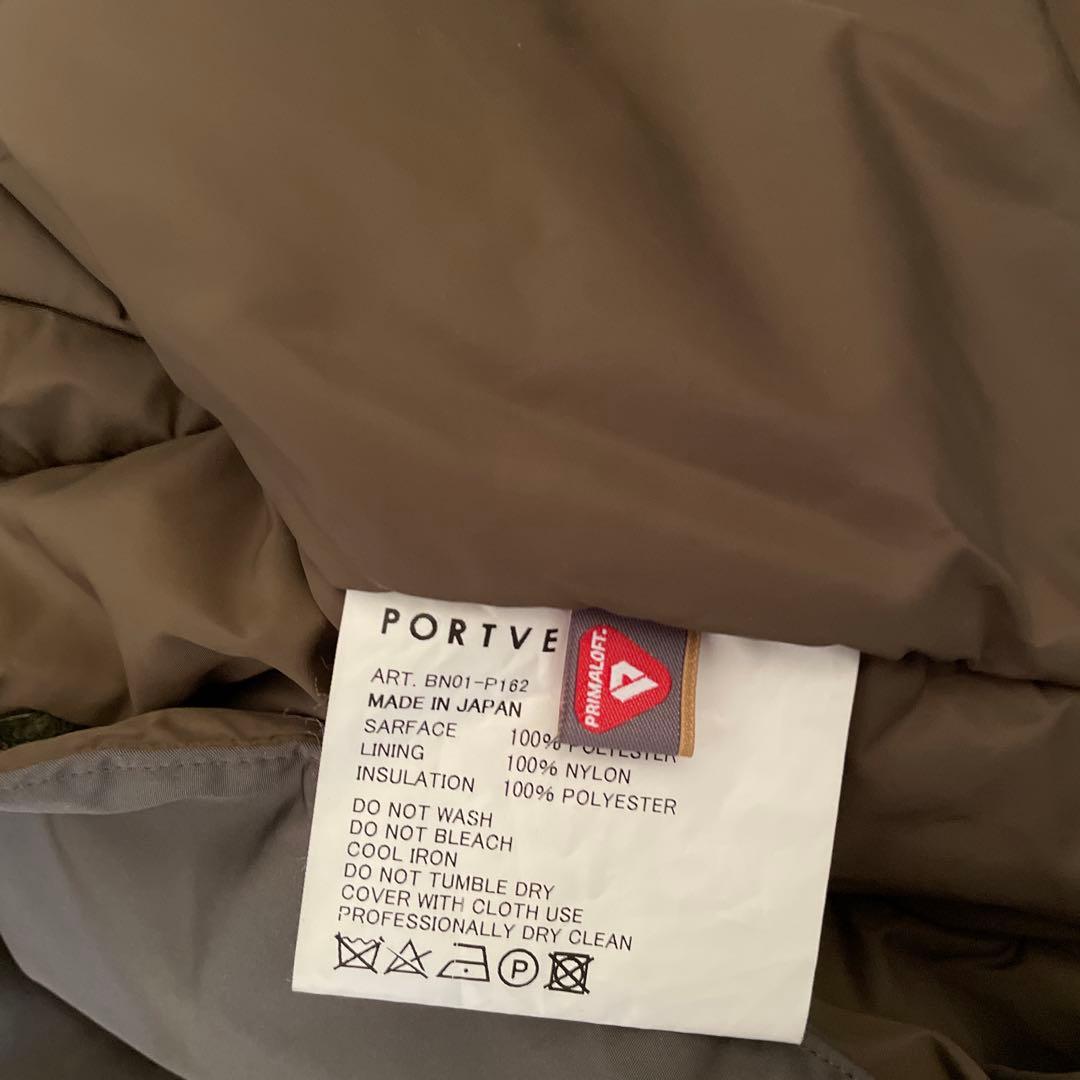 PORTVE
PRIMALOFT.
ART. BN01-P162
MADE IN JAPAN
SARFACE 100% POLYESTER
LINING 100% NYLON
INSULATION 100% POLYESTER
DO NOT WASH
DO NOT BLEACH
COOL IRON
DO NOT TUMBLE DRY
COVER WITH CLOTH USE
PROFESSIONALLY DRY CLEAN
P